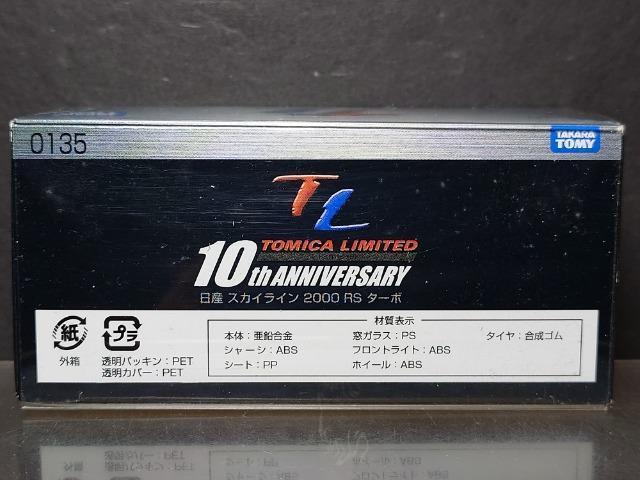 0135
TAKARA
TOMY
TL
TOMICA LIMITED
10th ANNIVERSARY
日産 スカイライン 2000 RS ターボ
材質表示
紙
外箱
プラ
透明パッキン:PET
透明カバー:PET
本体:亜鉛合金
シャーシ:ABS
シート:PP
窓ガラス:PS
フロントライト:ABS
ホイール:ABS
タイヤ:合成ゴム